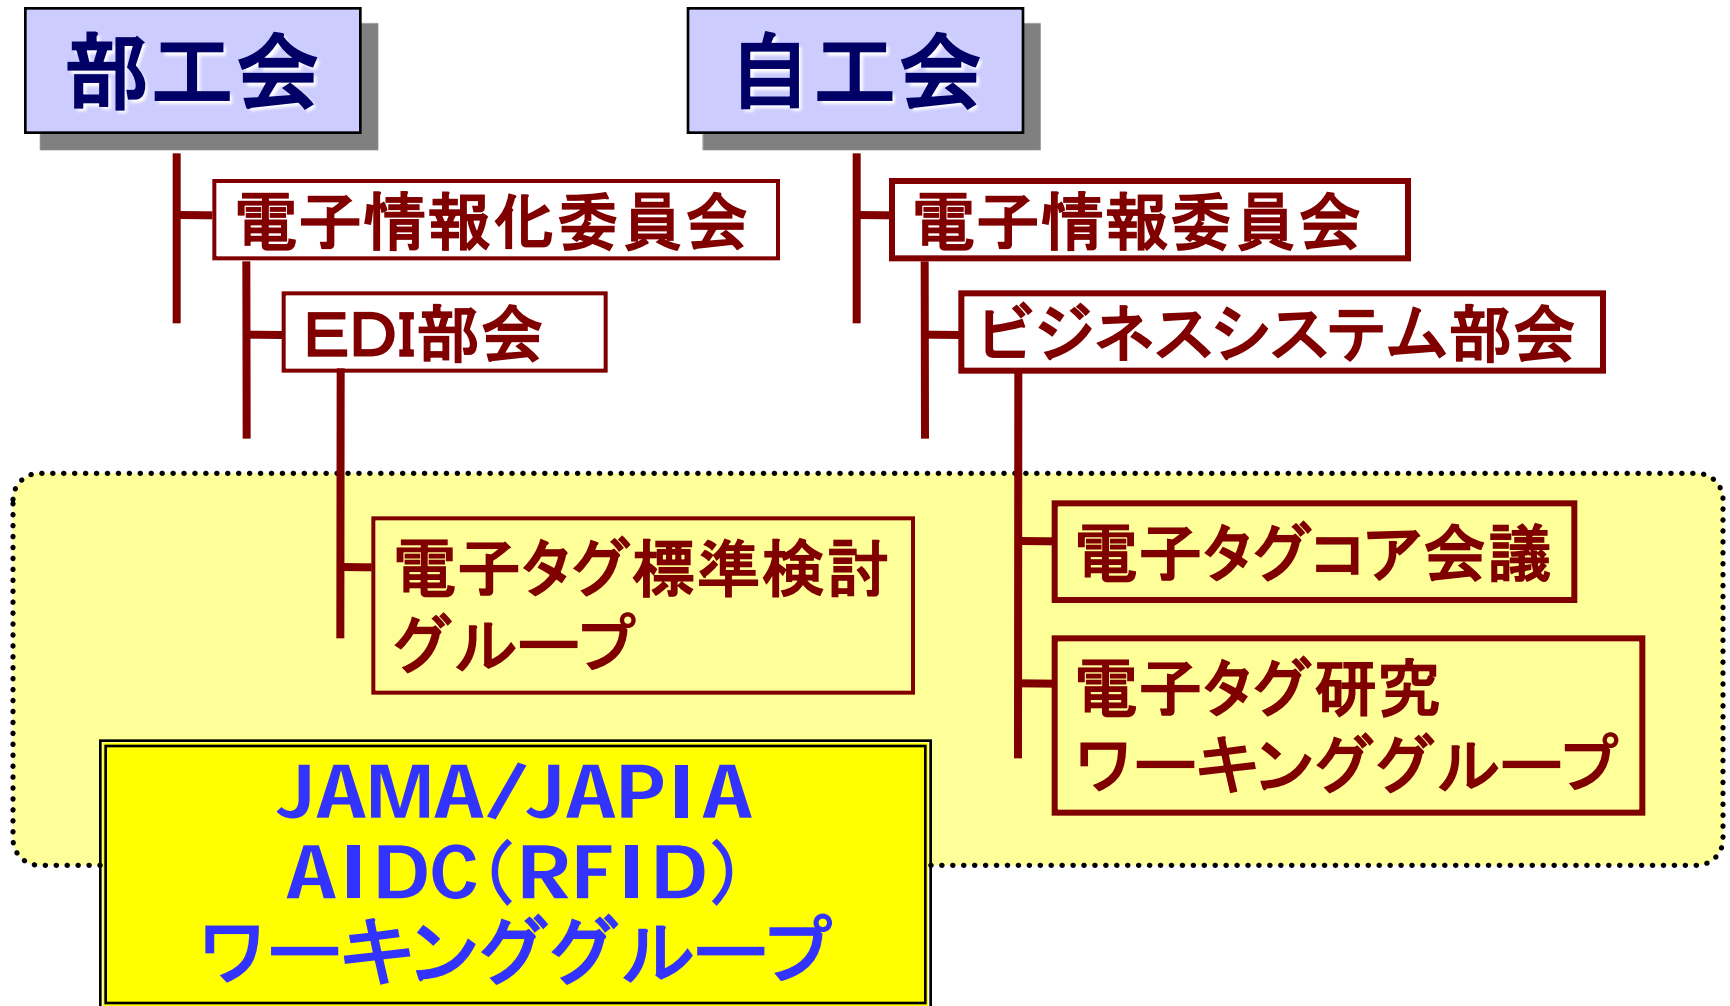 部工会
電子情報化委員会
EDI部会
電子タグ標準検討
グループ
自工会
電子情報委員会
ビジネスシステム部会
電子タグコア会議
電子タグ研究
ワーキンググループ
JAMA/JAPIA
AIDC(RFID)
ワーキンググループ